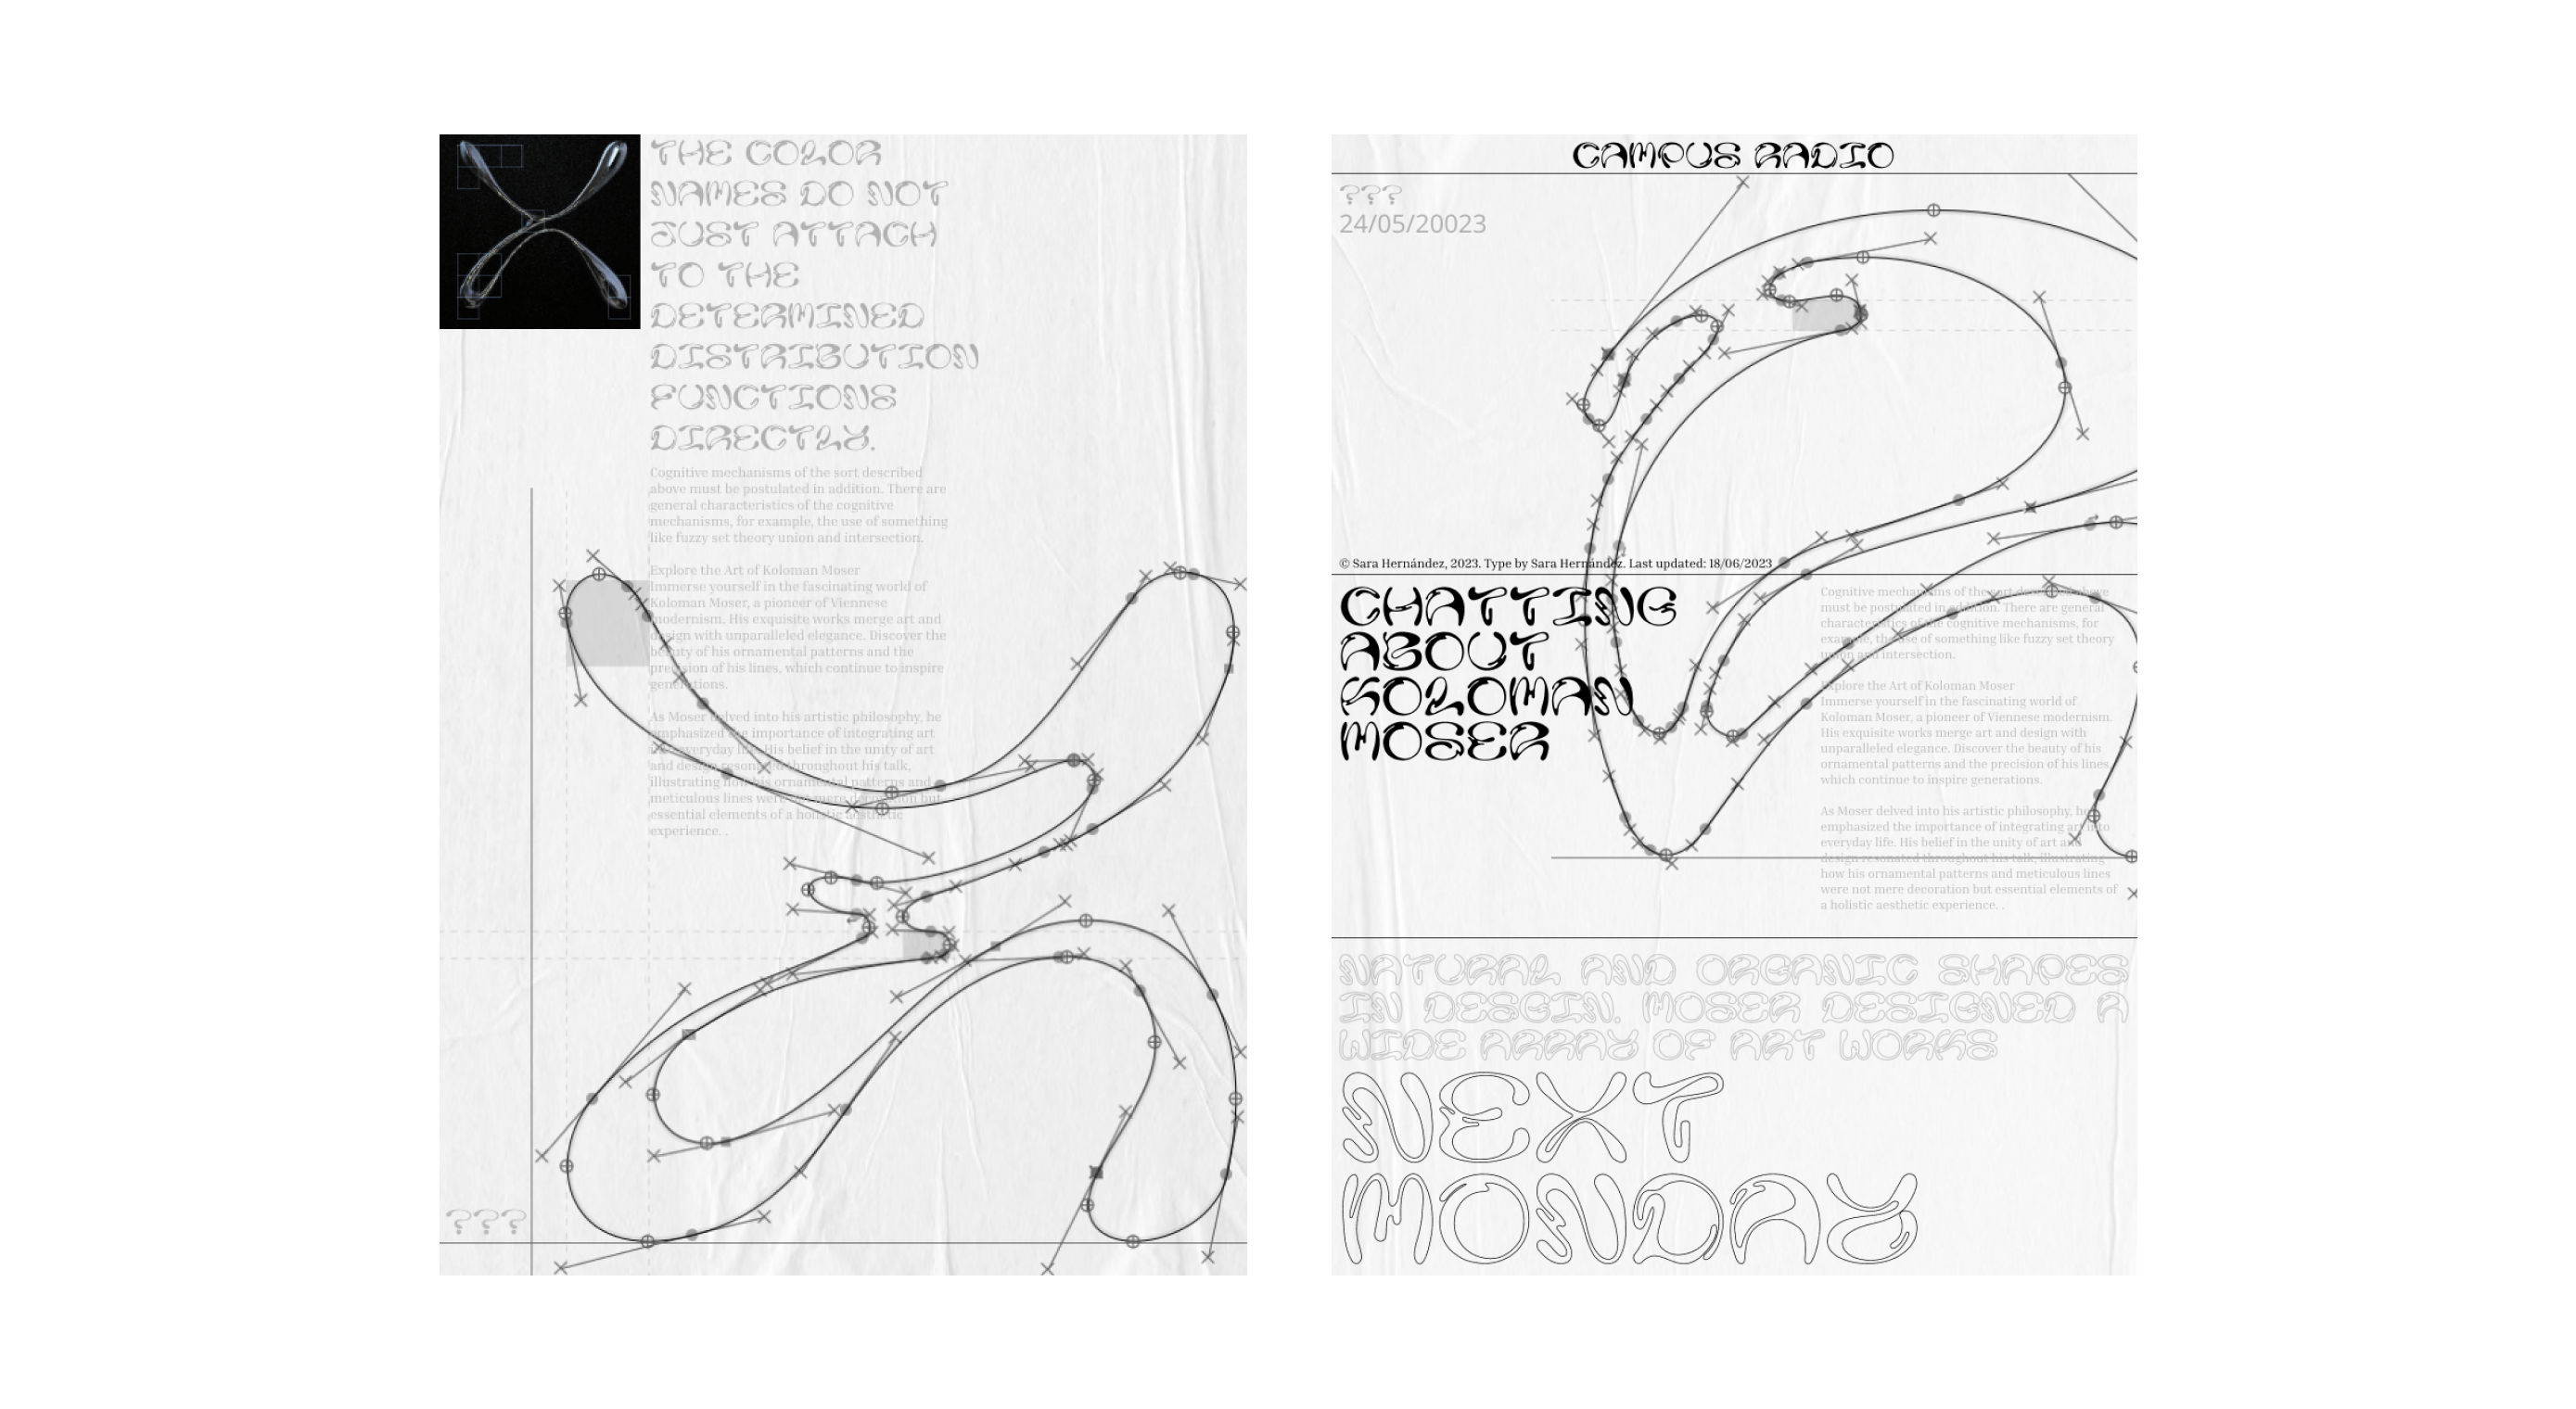 THE COLOR
NAMES DO NOT
JUST ATTACH
TO THE
DETERMINED
DISTRIBUTION
FUNCTIONS
DIRECTLY.
Cognitive mechanisms of the sort described
above must be postulated in addition. There are
general characteristics of the cognitive
mechanisms, for example, the use of something
like fuzzy set theory union and intersection.
Explore the Art of Koloman Moser
Immerse yourself in the fascinating world of
Koloman Moser, a pioneer of Viennese
modernism. His exquisite works merge art and
design with unparalleled elegance. Discover the
beauty of his ornamental patterns and the
precision of his lines, which continue to inspire
generations.
As Moser delved into his artistic philosophy, he
emphasized the importance of integrating art
into everyday life. His belief in the unity of art
and design resonated throughout his talk,
illustrating how his ornamental patterns and
meticulous lines were not mere decoration but
essential elements of a holistic aesthetic
experience. .
???
CAMPUS RADIO
???
24/05/20023
© Sara Hernández, 2023. Type by Sara Hernández. Last updated: 18/06/2023
CHATTING
ABOUT
KOLOMAN
MOSER
Cognitive mechanisms of the sort described above
must be postulated in addition. There are general
characteristics of the cognitive mechanisms, for
example, the use of something like fuzzy set theory
union and intersection.
Explore the Art of Koloman Moser
Immerse yourself in the fascinating world of
Koloman Moser, a pioneer of Viennese modernism.
His exquisite works merge art and design with
unparalleled elegance. Discover the beauty of his
ornamental patterns and the precision of his lines,
which continue to inspire generations.
As Moser delved into his artistic philosophy, he
emphasized the importance of integrating art into
everyday life. His belief in the unity of art and
design resonated throughout his talk, illustrating
how his ornamental patterns and meticulous lines
were not mere decoration but essential elements of
a holistic aesthetic experience. .
NATURAL AND ORGANIC SHAPES
IN DESGIN. MOSER DESIGNED A
WIDE ARRAY OF ART WORKS
NEXT
MONDAY